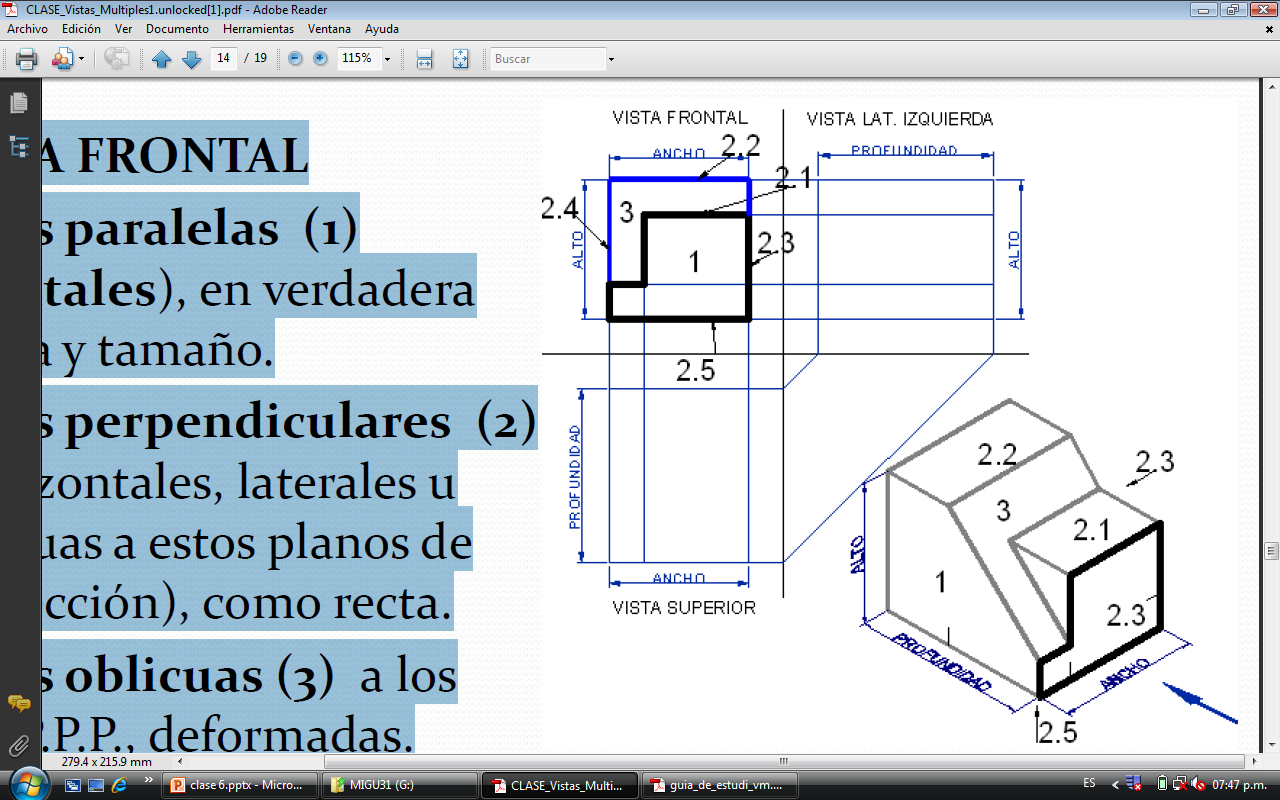 CLASE_Vistas_Multiples1.unlocked[1].pdf - Adobe Reader
Archivo Edición Ver Documento Herramientas Ventana Ayuda
14 / 19 115% Buscar
A FRONTAL
s paralelas (1)
tales), en verdadera
a y tamaño.
s perpendiculares (2)
zontales, laterales u
uas a estos planos de
cción), como recta.
s oblicuas (3) a los
.P.P., deformadas.
VISTA FRONTAL
VISTA LAT. IZQUIERDA
ANCHO
2.2
PROFUNDIDAD
2.1
2.4
3
2.3
ALTO
1
ALTO
2.5
PROFUNDIDAD
ANCHO
VISTA SUPERIOR
2.2
2.3
3
2.1
ALTO
1
2.3
PROFUNDIDAD
ANCHO
2.5
279.4 x 215.9 mm
clase 6.pptx - Micro...
MIGU31 (G:)
CLASE_Vistas_Multi...
guia_de_estudi_vm....
ES
07:47 p.m.